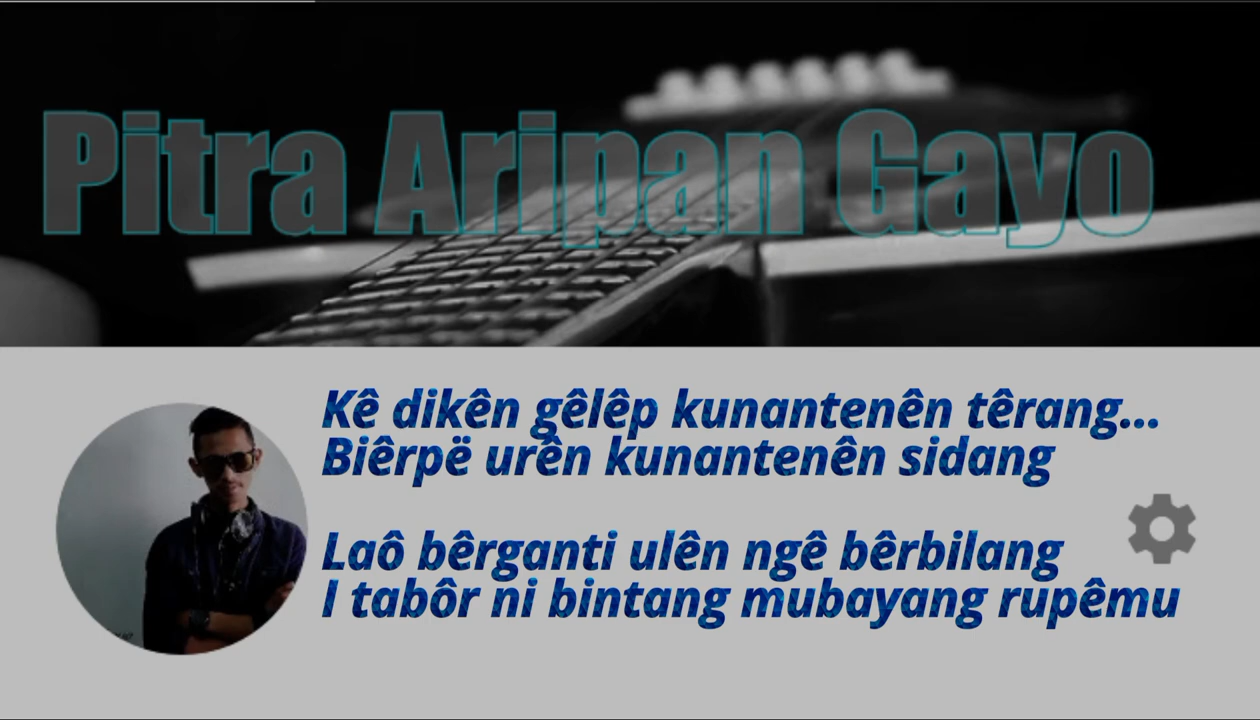 Pitra Aripan Gayo
Kê dikên gêlêp kunantenên têrang...
Biêrpë urên kunantenên sidang
Laô bêrganti ulên ngê bêrbilang
I tabôr ni bintang mubayang rupêmu